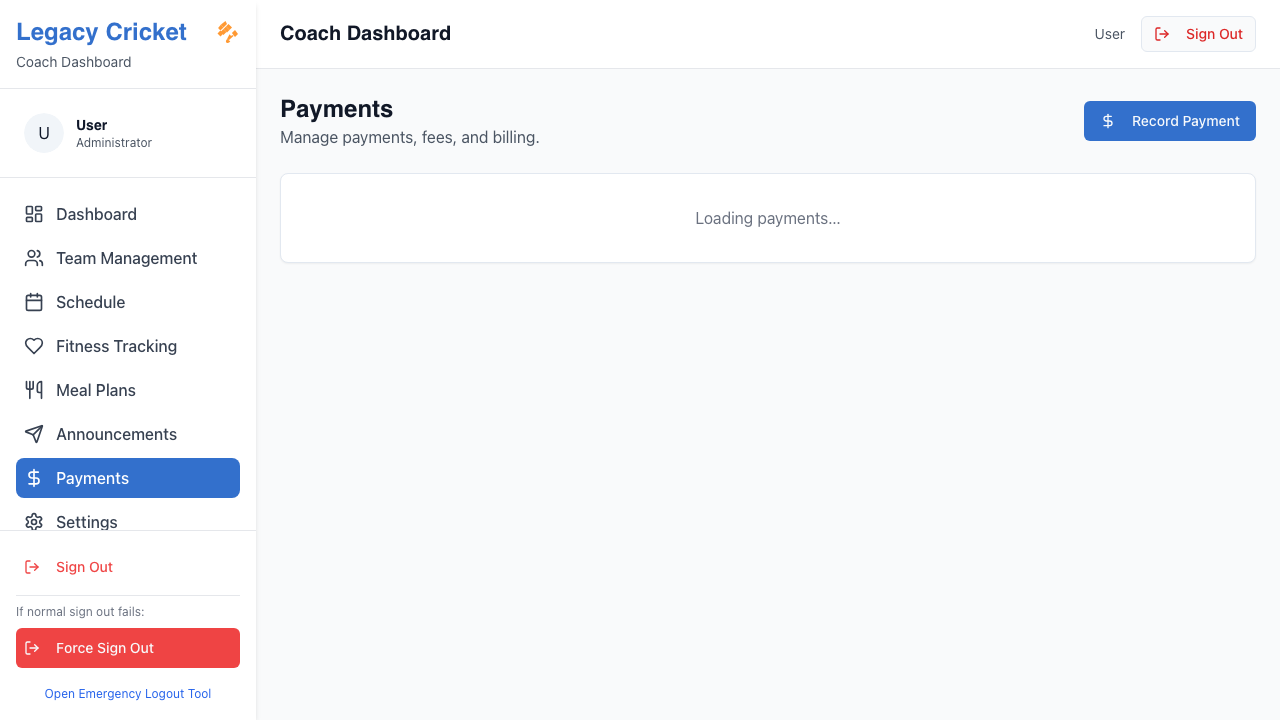 Legacy Cricket
Coach Dashboard
U
User
Administrator
Dashboard
Team Management
Schedule
Fitness Tracking
Meal Plans
Announcements
Payments
Settings
Sign Out
If normal sign out fails:
Force Sign Out
Open Emergency Logout Tool
Coach Dashboard
User
Sign Out
Payments
Manage payments, fees, and billing.
Record Payment
Loading payments...